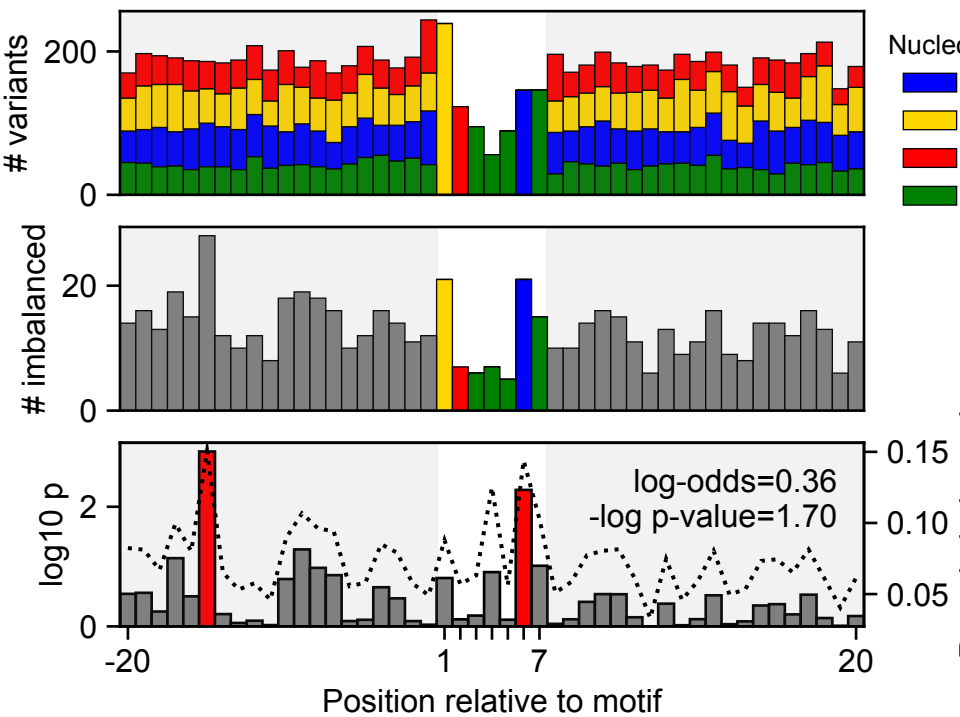 # variants
200
0
Nucleo
# imbalanced
20
0
log10 p
2
0
log-odds=0.36
-log p-value=1.70
0.15
0.10
0.05
-20
1
7
20
Position relative to motif